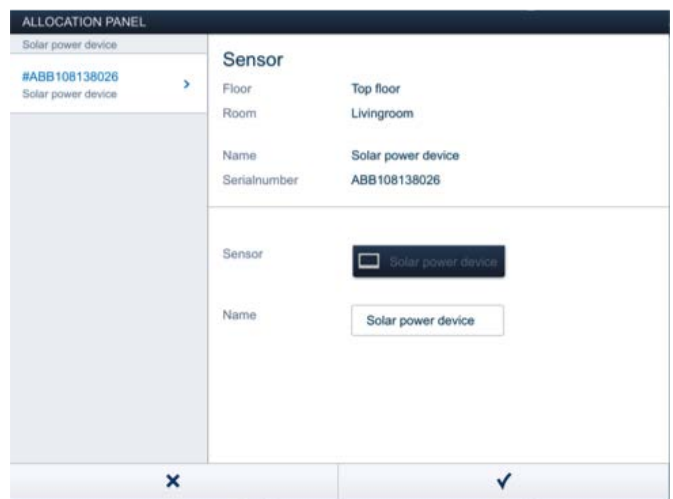 ALLOCATION PANEL
Solar power device
#ABB108138026
Solar power device
Sensor
Floor Top floor
Room Livingroom
Name Solar power device
Serialnumber ABB108138026
Sensor Solar power device
Name Solar power device